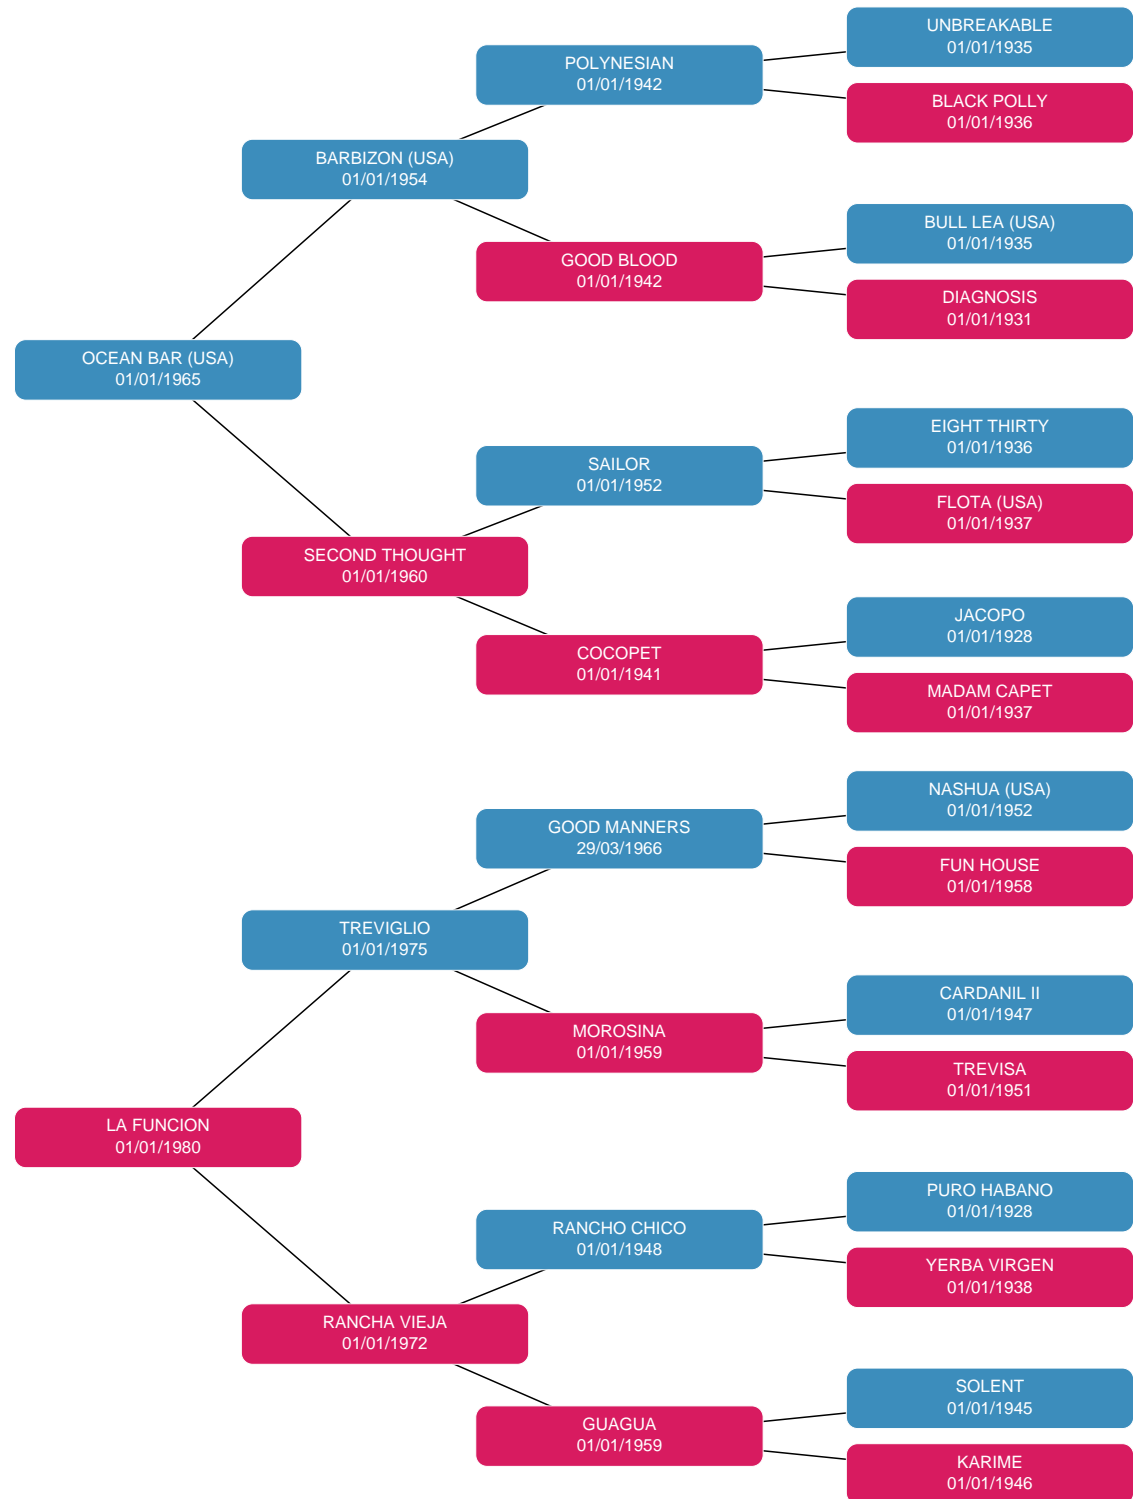 UNBREAKABLE
01/01/1935
POLYNESIAN
01/01/1942
BLACK POLLY
01/01/1936
BARBIZON (USA)
01/01/1954
BULL LEA (USA)
01/01/1935
GOOD BLOOD
01/01/1942
DIAGNOSIS
01/01/1931
OCEAN BAR (USA)
01/01/1965
EIGHT THIRTY
01/01/1936
SAILOR
01/01/1952
FLOTA (USA)
01/01/1937
SECOND THOUGHT
01/01/1960
JACOPO
01/01/1928
COCOPET
01/01/1941
MADAM CAPET
01/01/1937
NASHUA (USA)
01/01/1952
GOOD MANNERS
29/03/1966
FUN HOUSE
01/01/1958
TREVIGLIO
01/01/1975
CARDANIL II
01/01/1947
MOROSINA
01/01/1959
TREVISA
01/01/1951
LA FUNCION
01/01/1980
PURO HABANO
01/01/1928
RANCHO CHICO
01/01/1948
YERBA VIRGEN
01/01/1938
RANCHA VIEJA
01/01/1972
SOLENT
01/01/1945
GUAGUA
01/01/1959
KARIME
01/01/1946